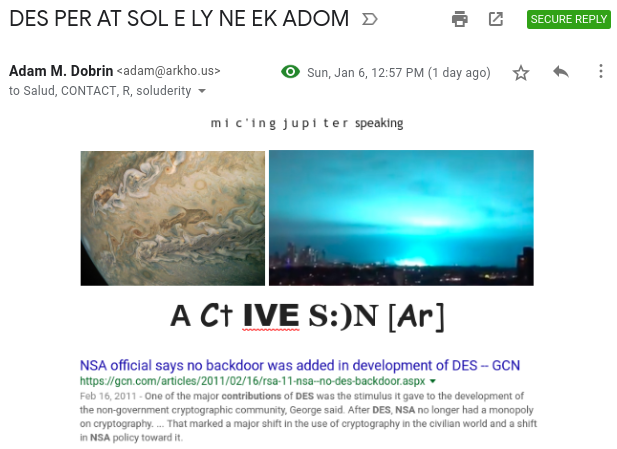 DES PER AT SOL E LY NE EK ADOM
SECURE REPLY
Adam M. Dobrin <adam@arkho.us>
Sun, Jan 6, 12:57 PM (1 day ago)
to Salud, CONTACT, R, soluderity
m i c'ing j u p i t e r speaking
A Ct IVE S:)N [Ar]
NSA official says no backdoor was added in development of DES -- GCN
https://gcn.com/articles/2011/02/16/rsa-11-nsa--no-des-backdoor.aspx
Feb 16, 2011 - One of the major contributions of DES was the stimulus it gave to the development of
the non-government cryptographic community, George said. After DES, NSA no longer had a monopoly
on cryptography. ... That marked a major shift in the use of cryptography in the civilian world and a shift
in NSA policy toward it.